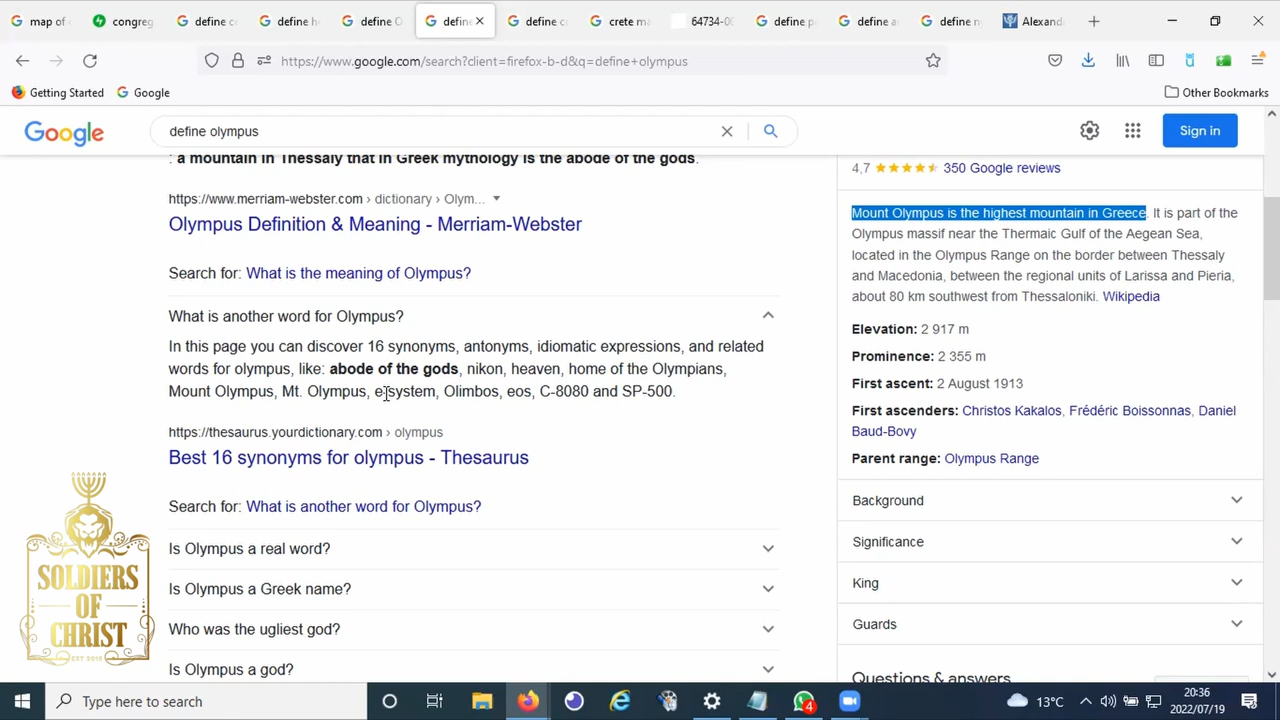 map of
congreg
define c
define h
define O
define
define c
crete ma
64734-0
define p
define a
define n
Alexand
https://www.google.com/search?client=firefox-b-d&q=define+olympus
Getting Started
Google
Other Bookmarks
Google
define olympus
Sign in
: a mountain in Thessaly that in Greek mythology is the abode of the gods.
https://www.merriam-webster.com › dictionary › Olym...
Olympus Definition & Meaning - Merriam-Webster
Search for: What is the meaning of Olympus?
What is another word for Olympus?
In this page you can discover 16 synonyms, antonyms, idiomatic expressions, and related
words for olympus, like: abode of the gods, nikon, heaven, home of the Olympians,
Mount Olympus, Mt. Olympus, e-system, Olimbos, eos, C-8080 and SP-500.
https://thesaurus.yourdictionary.com › olympus
Best 16 synonyms for olympus - Thesaurus
Search for: What is another word for Olympus?
Is Olympus a real word?
Is Olympus a Greek name?
Who was the ugliest god?
Is Olympus a god?
4,7
350 Google reviews
Mount Olympus is the highest mountain in Greece. It is part of the
Olympus massif near the Thermaic Gulf of the Aegean Sea,
located in the Olympus Range on the border between Thessaly
and Macedonia, between the regional units of Larissa and Pieria,
about 80 km southwest from Thessaloniki. Wikipedia
Elevation: 2 917 m
Prominence: 2 355 m
First ascent: 2 August 1913
First ascenders: Christos Kakalos, Frédéric Boissonnas, Daniel
Baud-Bovy
Parent range: Olympus Range
Background
Significance
King
Guards
Questions & answers
SOLDIERS
OF
CHRIST
EST 2015
Type here to search
4
13°C
20:36
2022/07/19